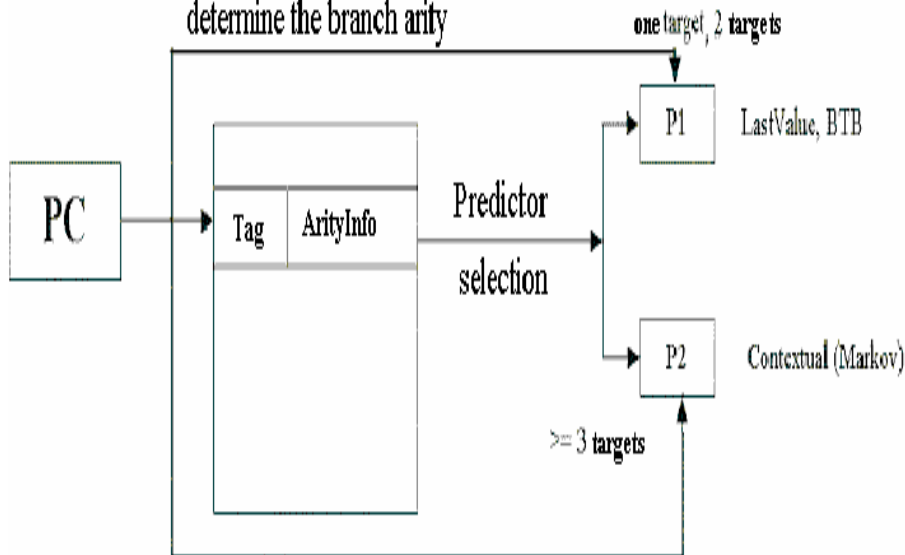 determine the branch arity
one target, 2 targets
P1
LastValue, BTB
PC
Tag
ArityInfo
Predictor
selection
P2
Contextual (Markov)
>= 3 targets